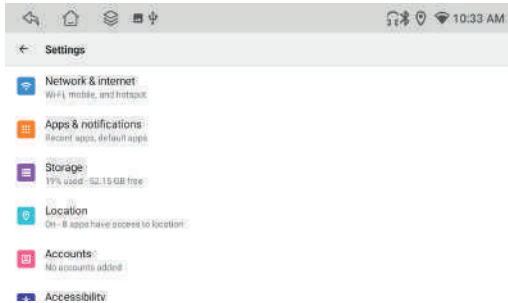 10:33 AM
Settings
Network & internet
Wi-Fi, mobile, and hotspot
Apps & notifications
Recent apps, default apps
Storage
19% used - 52.15 GB free
Location
On - 8 apps have access to location
Accounts
No accounts added
Accessibility